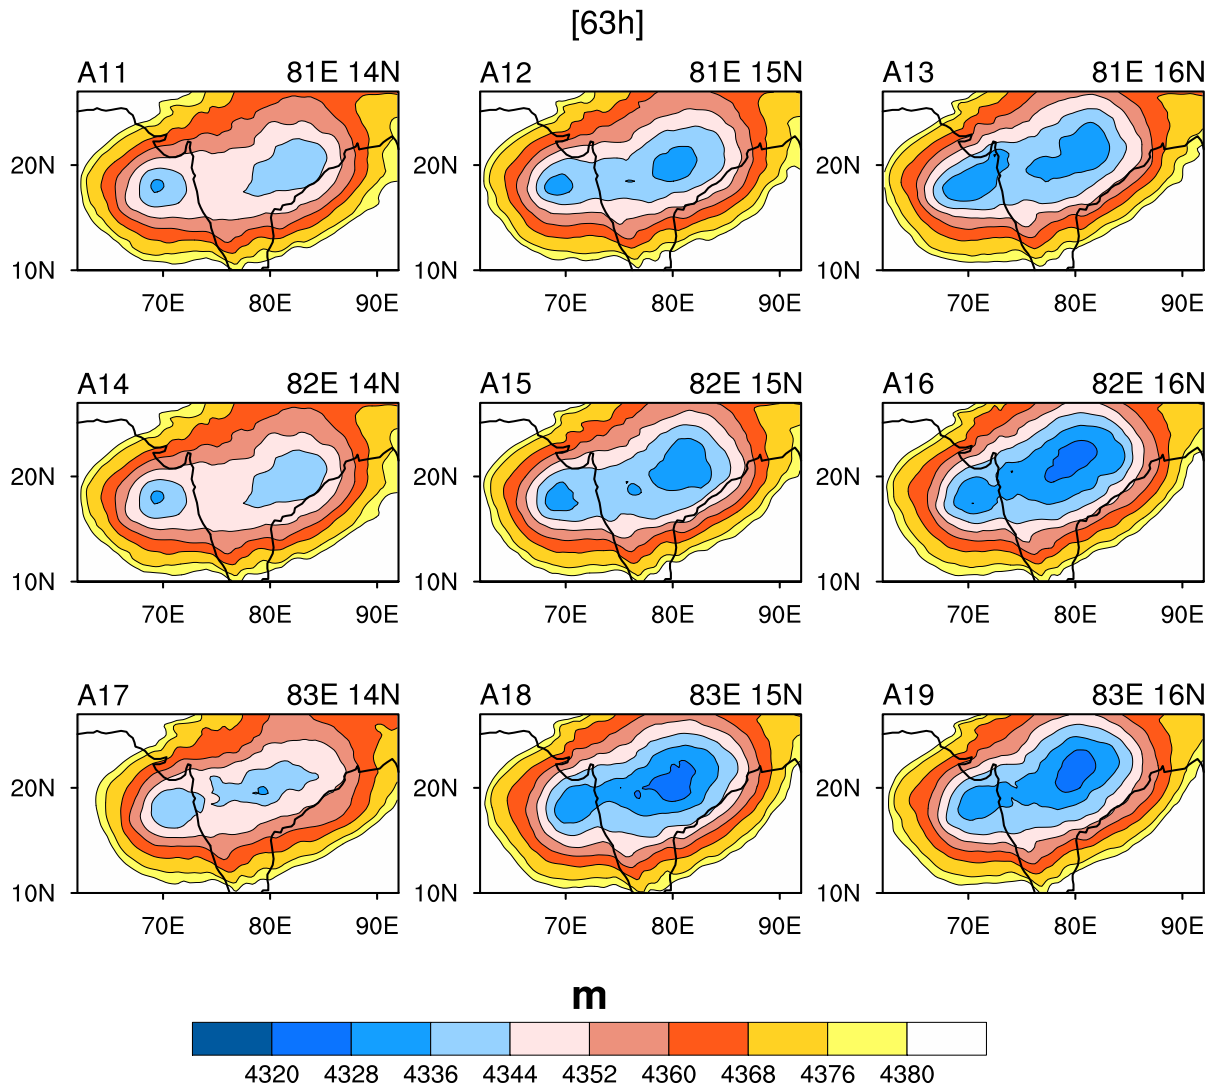 [63h]
A11 81E 14N
A12 81E 15N
A13 81E 16N
20N 20N 20N
10N 10N 10N
70E 80E 90E 70E 80E 90E 70E 80E 90E
A14 82E 14N
A15 82E 15N
A16 82E 16N
20N 20N 20N
10N 10N 10N
70E 80E 90E 70E 80E 90E 70E 80E 90E
A17 83E 14N
A18 83E 15N
A19 83E 16N
20N 20N 20N
10N 10N 10N
70E 80E 90E 70E 80E 90E 70E 80E 90E
m
4320 4328 4336 4344 4352 4360 4368 4376 4380